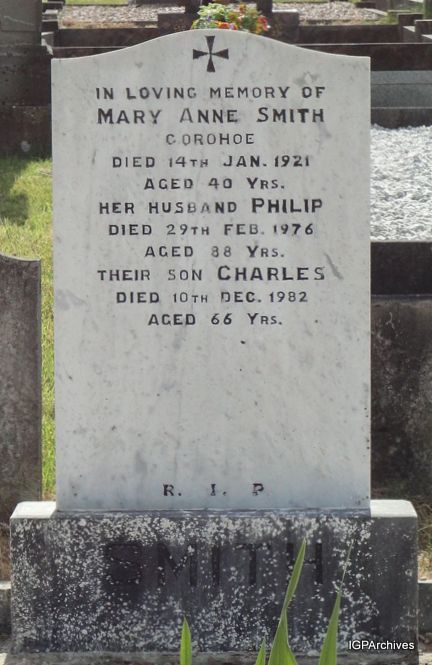 IN LOVING MEMORY OF
MARY ANNE SMITH
COROHOE
DIED 14TH JAN. 1921
AGED 40 YRS.
HER HUSBAND PHILIP
DIED 29TH FEB. 1976
AGED 88 YRS.
THEIR SON CHARLES
DIED 10TH DEC. 1982
AGED 66 YRS.
R. I. P
SMITH
IGPArchives